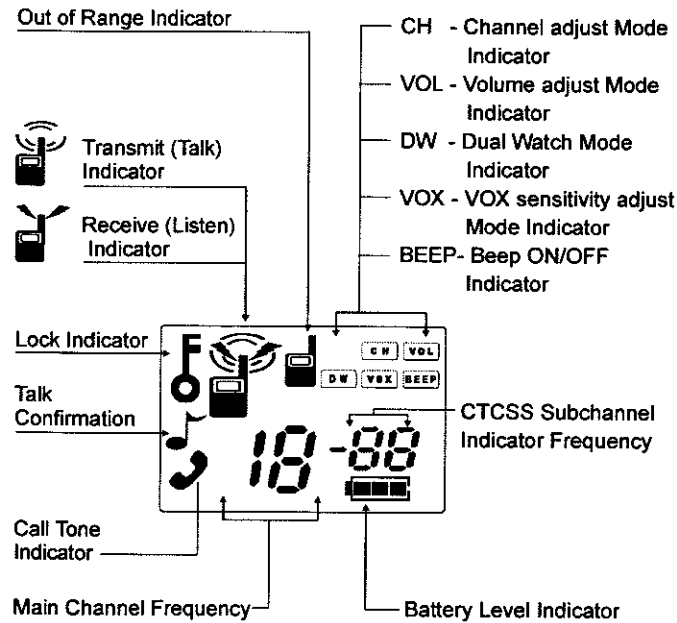 Out of Range Indicator
CH - Channel adjust Mode
Indicator
VOL - Volume adjust Mode
Indicator
DW - Dual Watch Mode
Indicator
VOX - VOX sensitivity adjust
Mode Indicator
BEEP- Beep ON/OFF
Indicator
Transmit (Talk)
Indicator
Receive (Listen)
Indicator
Lock Indicator
Talk
Confirmation
Call Tone
Indicator
Main Channel Frequency
CH VOL
DW VOX BEEP
18 -88
CTCSS Subchannel
Indicator Frequency
Battery Level Indicator